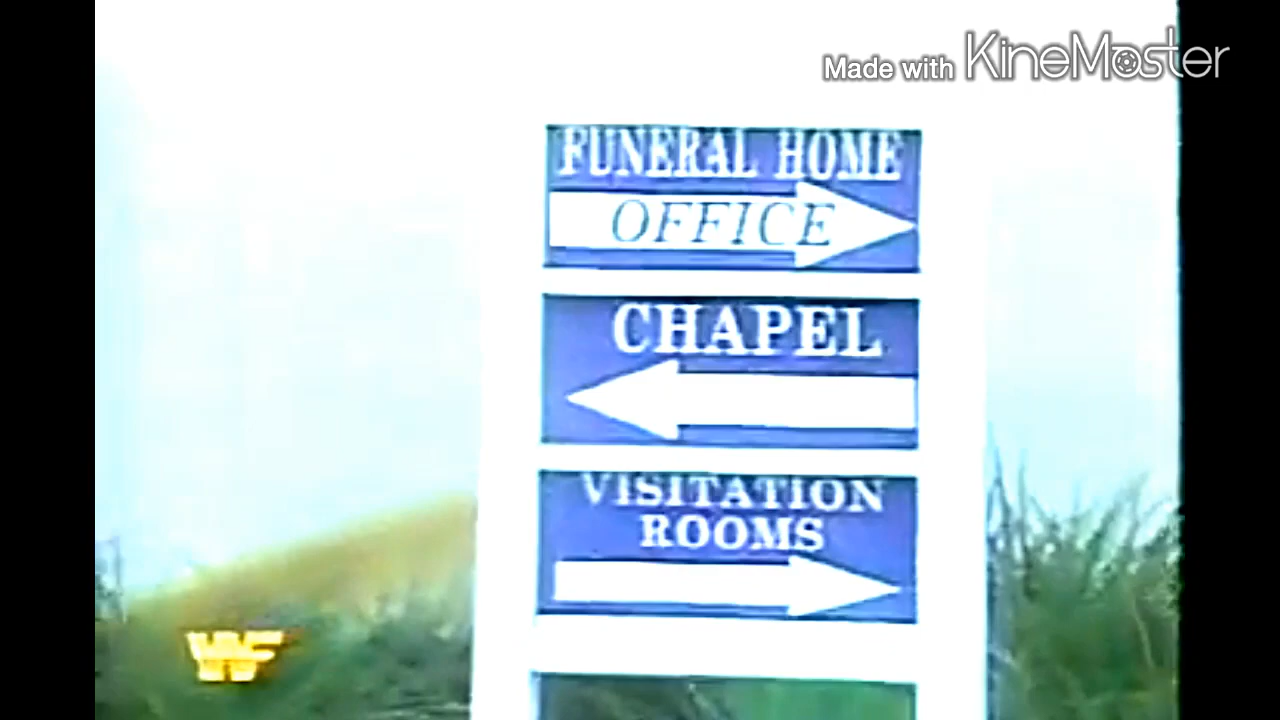 Made with KINEMASTER
FUNERAL HOME
OFFICE
CHAPEL
VISITATION
ROOMS
WF